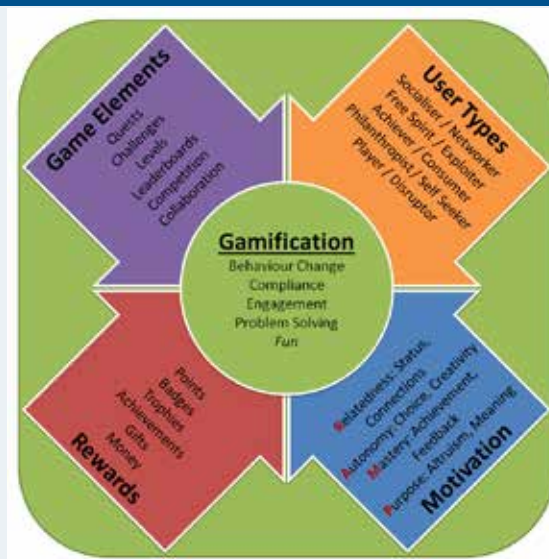 Game Elements
Quests
Challenges
Levels
Leaderboards
Competition
Collaboration
User Types
Socialiser / Networker
Free Spirit / Exploiter
Achiever / Consumer
Philanthropist / Self Seeker
Player / Disruptor
Gamification
Behaviour Change
Compliance
Engagement
Problem Solving
Fun
Points
Badges
Trophies
Achievements
Gifts
Money
Rewards
Relatedness: Status,
Connections
Autonomy: Choice, Creativity
Mastery: Achievement,
Feedback
Purpose: Altruism, Meaning
Motivation